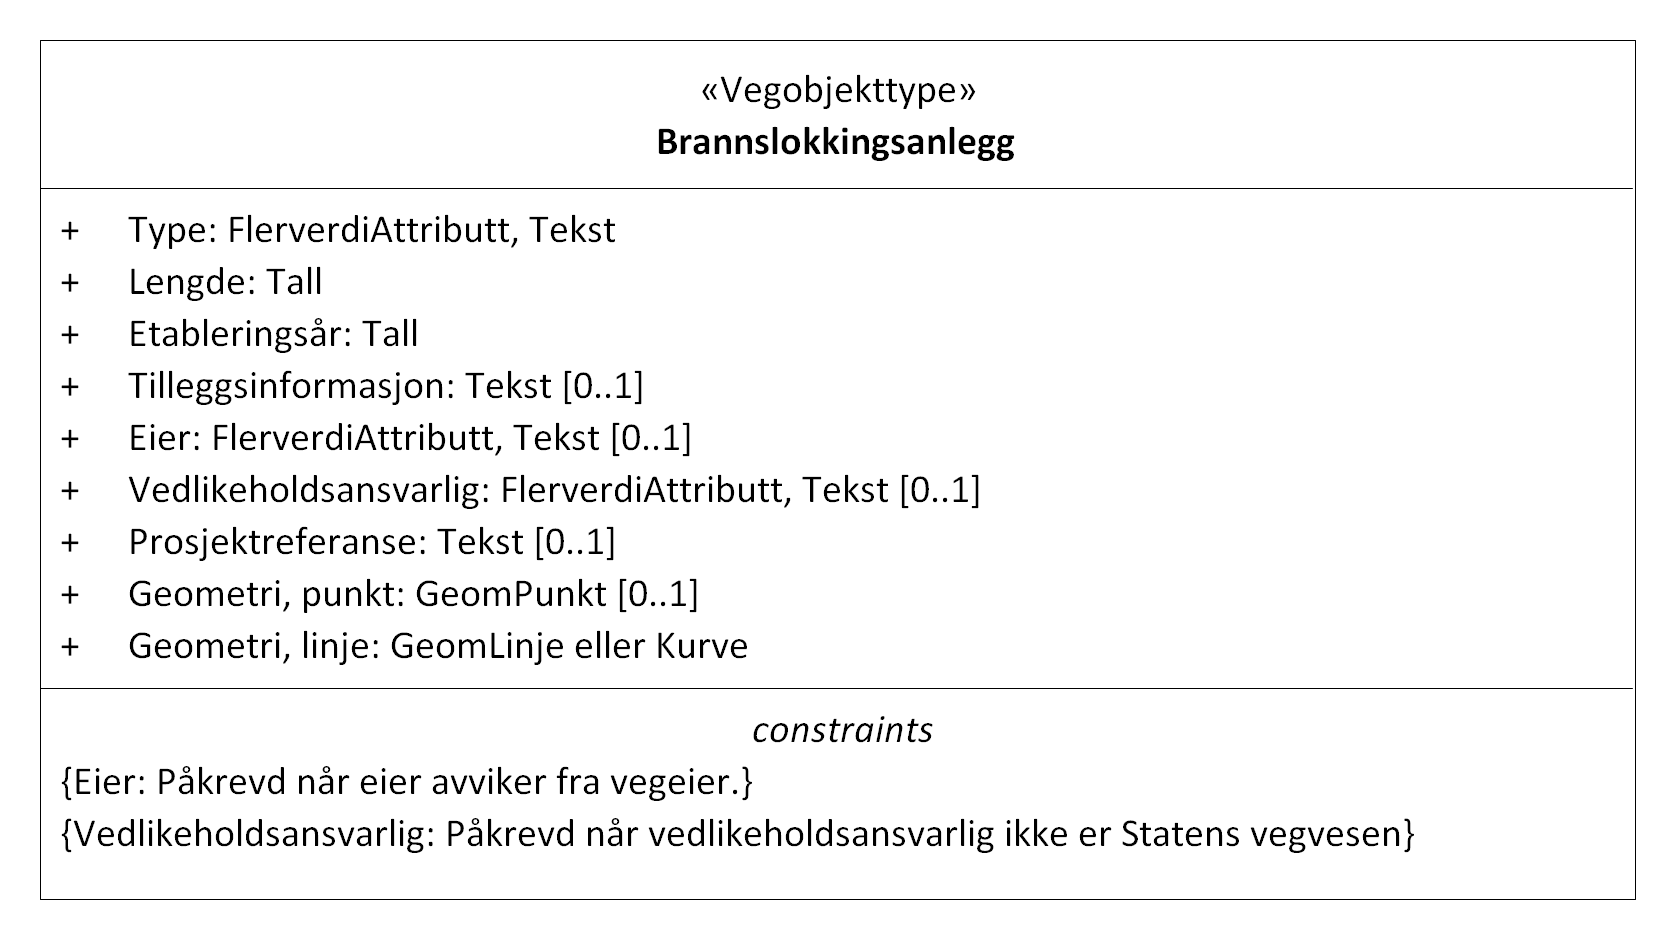 «Vegobjekttype»
Brannslokkingsanlegg
+ Type: FlerverdiAttributt, Tekst
+ Lengde: Tall
+ Etableringsår: Tall
+ Tilleggsinformasjon: Tekst [0..1]
+ Eier: FlerverdiAttributt, Tekst [0..1]
+ Vedlikeholdsansvarlig: FlerverdiAttributt, Tekst [0..1]
+ Prosjektreferanse: Tekst [0..1]
+ Geometri, punkt: GeomPunkt [0..1]
+ Geometri, linje: GeomLinje eller Kurve
constraints
{Eier: Påkrevd når eier avviker fra vegeier.}
{Vedlikeholdsansvarlig: Påkrevd når vedlikeholdsansvarlig ikke er Statens vegvesen}